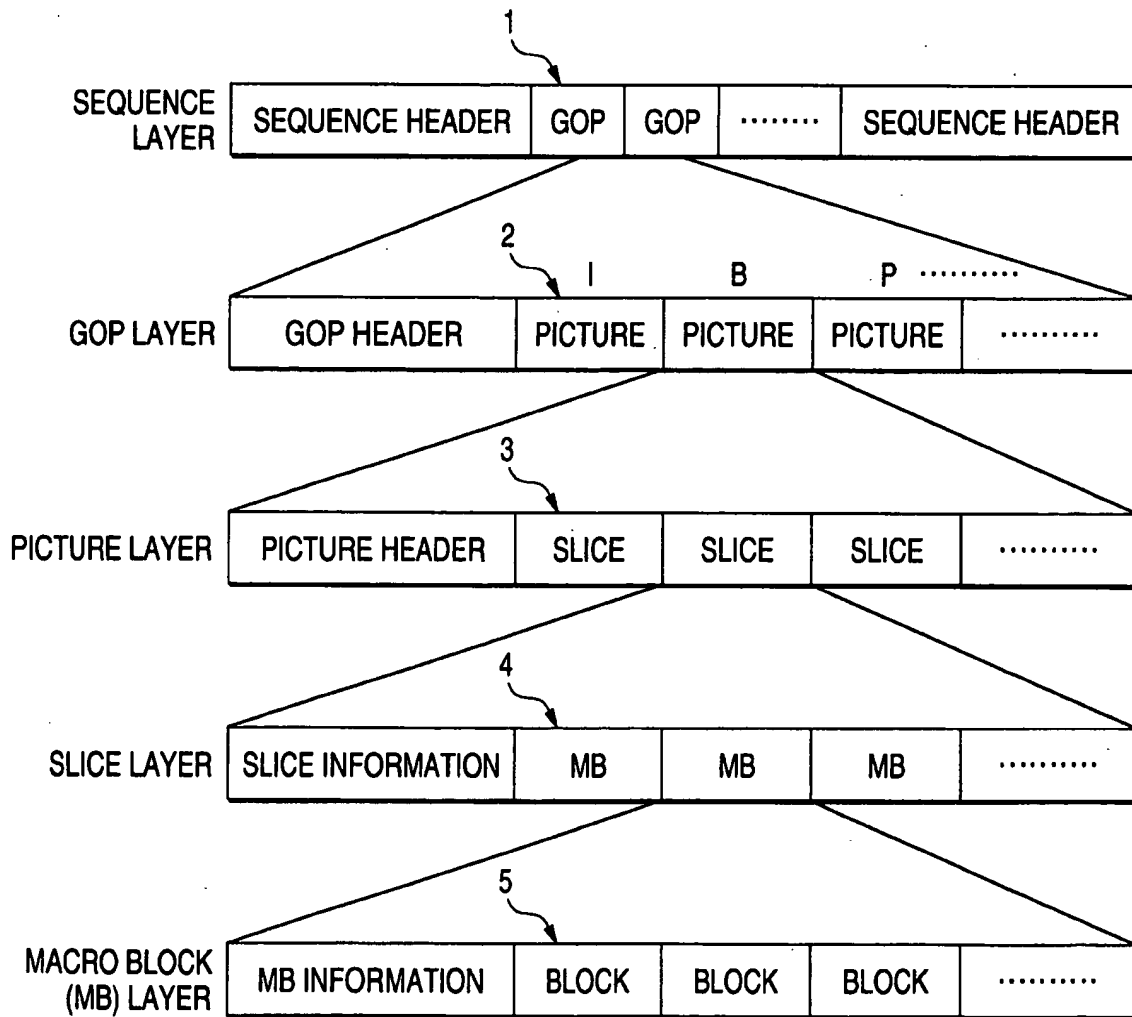 1
SEQUENCE
LAYER
SEQUENCE HEADER GOP GOP ........ SEQUENCE HEADER
2
I B P ..........
GOP LAYER GOP HEADER PICTURE PICTURE PICTURE ..........
3
PICTURE LAYER PICTURE HEADER SLICE SLICE SLICE ..........
4
SLICE LAYER SLICE INFORMATION MB MB MB ..........
5
MACRO BLOCK
(MB) LAYER
MB INFORMATION BLOCK BLOCK BLOCK ..........